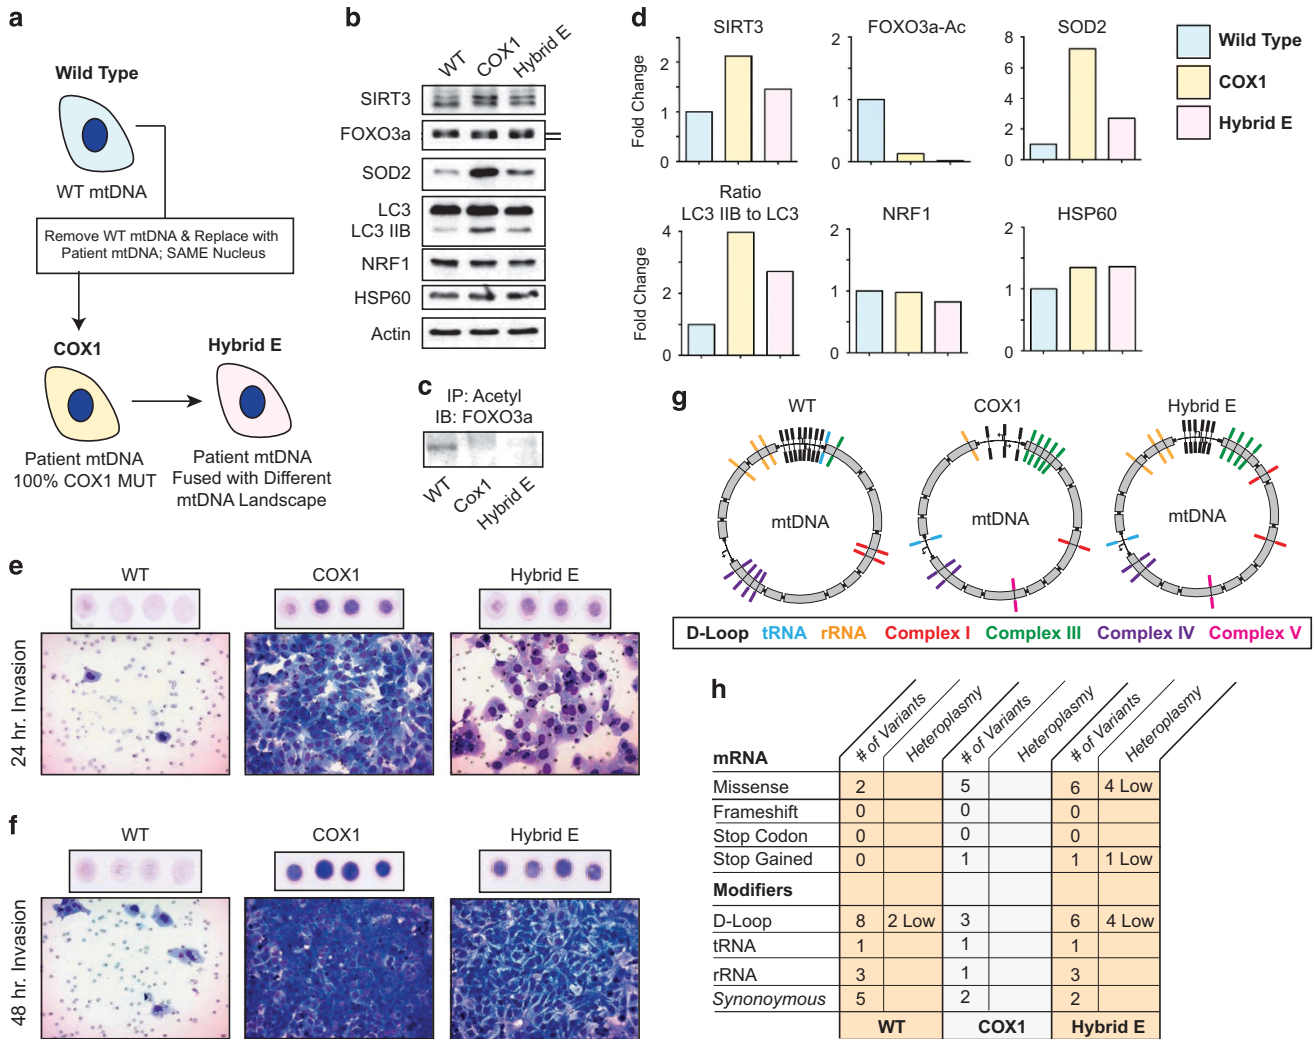 a
Wild Type
WT mtDNA
Remove WT mtDNA & Replace with
Patient mtDNA; SAME Nucleus
COX1
Hybrid E
Patient mtDNA
100% COX1 MUT
Patient mtDNA
Fused with Different
mtDNA Landscape
b
WT
COX1
Hybrid E
SIRT3
FOXO3a
SOD2
LC3
LC3 IIB
NRF1
HSP60
Actin
c
IP: Acetyl
IB: FOXO3a
WT
Cox1
Hybrid E
d
SIRT3
Fold Change
2
1
0
FOXO3a-Ac
2
1
0
SOD2
8
6
4
2
0
Wild Type
COX1
Hybrid E
Ratio
LC3 IIB to LC3
Fold Change
4
2
0
NRF1
2
1
0
HSP60
2
1
0
e
24 hr. Invasion
WT
COX1
Hybrid E
f
48 hr. Invasion
WT
COX1
Hybrid E
g
WT
COX1
Hybrid E
mtDNA
mtDNA
mtDNA
D-Loop tRNA rRNA Complex I Complex III Complex IV Complex V
h
# of Variants Heteroplasmy # of Variants Heteroplasmy # of Variants Heteroplasmy
mRNA
Missense 2 5 6 4 Low
Frameshift 0 0 0
Stop Codon 0 0 0
Stop Gained 0 1 1 1 Low
Modifiers
D-Loop 8 2 Low 3 6 4 Low
tRNA 1 1 1
rRNA 3 1 3
Synonoymous 5 2 2
WT COX1 Hybrid E